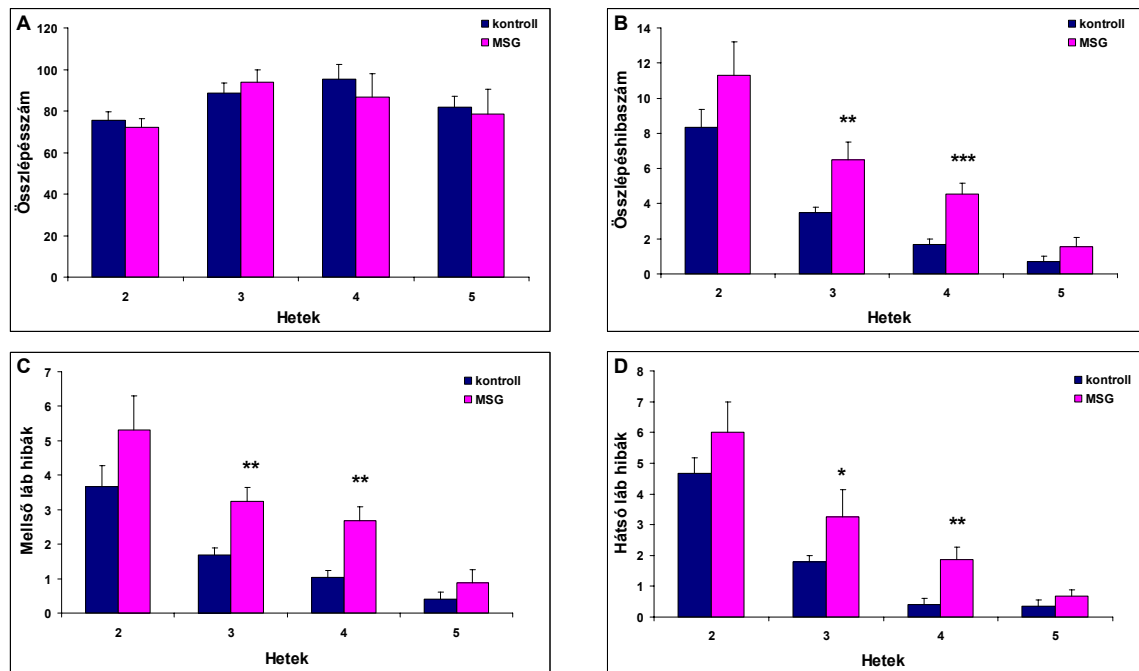 A
kontroll
MSG
120
100
80
60
40
20
0
Összlépésszám
2 3 4 5
Hetek
B
kontroll
MSG
14
12
10
8
6
4
2
0
Összlépéshibaszám
**
***
2 3 4 5
Hetek
C
kontroll
MSG
7
6
5
4
3
2
1
0
Mellső láb hibák
** **
2 3 4 5
Hetek
D
kontroll
MSG
8
7
6
5
4
3
2
1
0
Hátsó láb hibák
*
**
2 3 4 5
Hetek